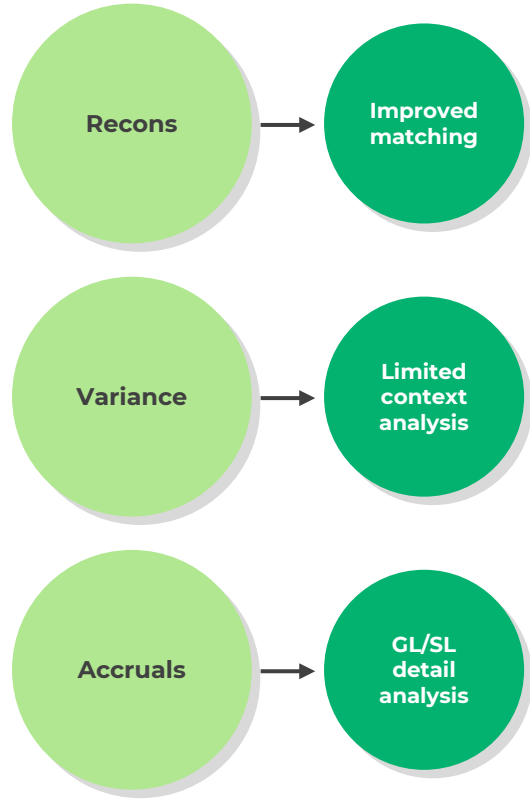 Recons
Improved
matching
Variance
Limited
context
analysis
Accruals
GL/SL
detail
analysis